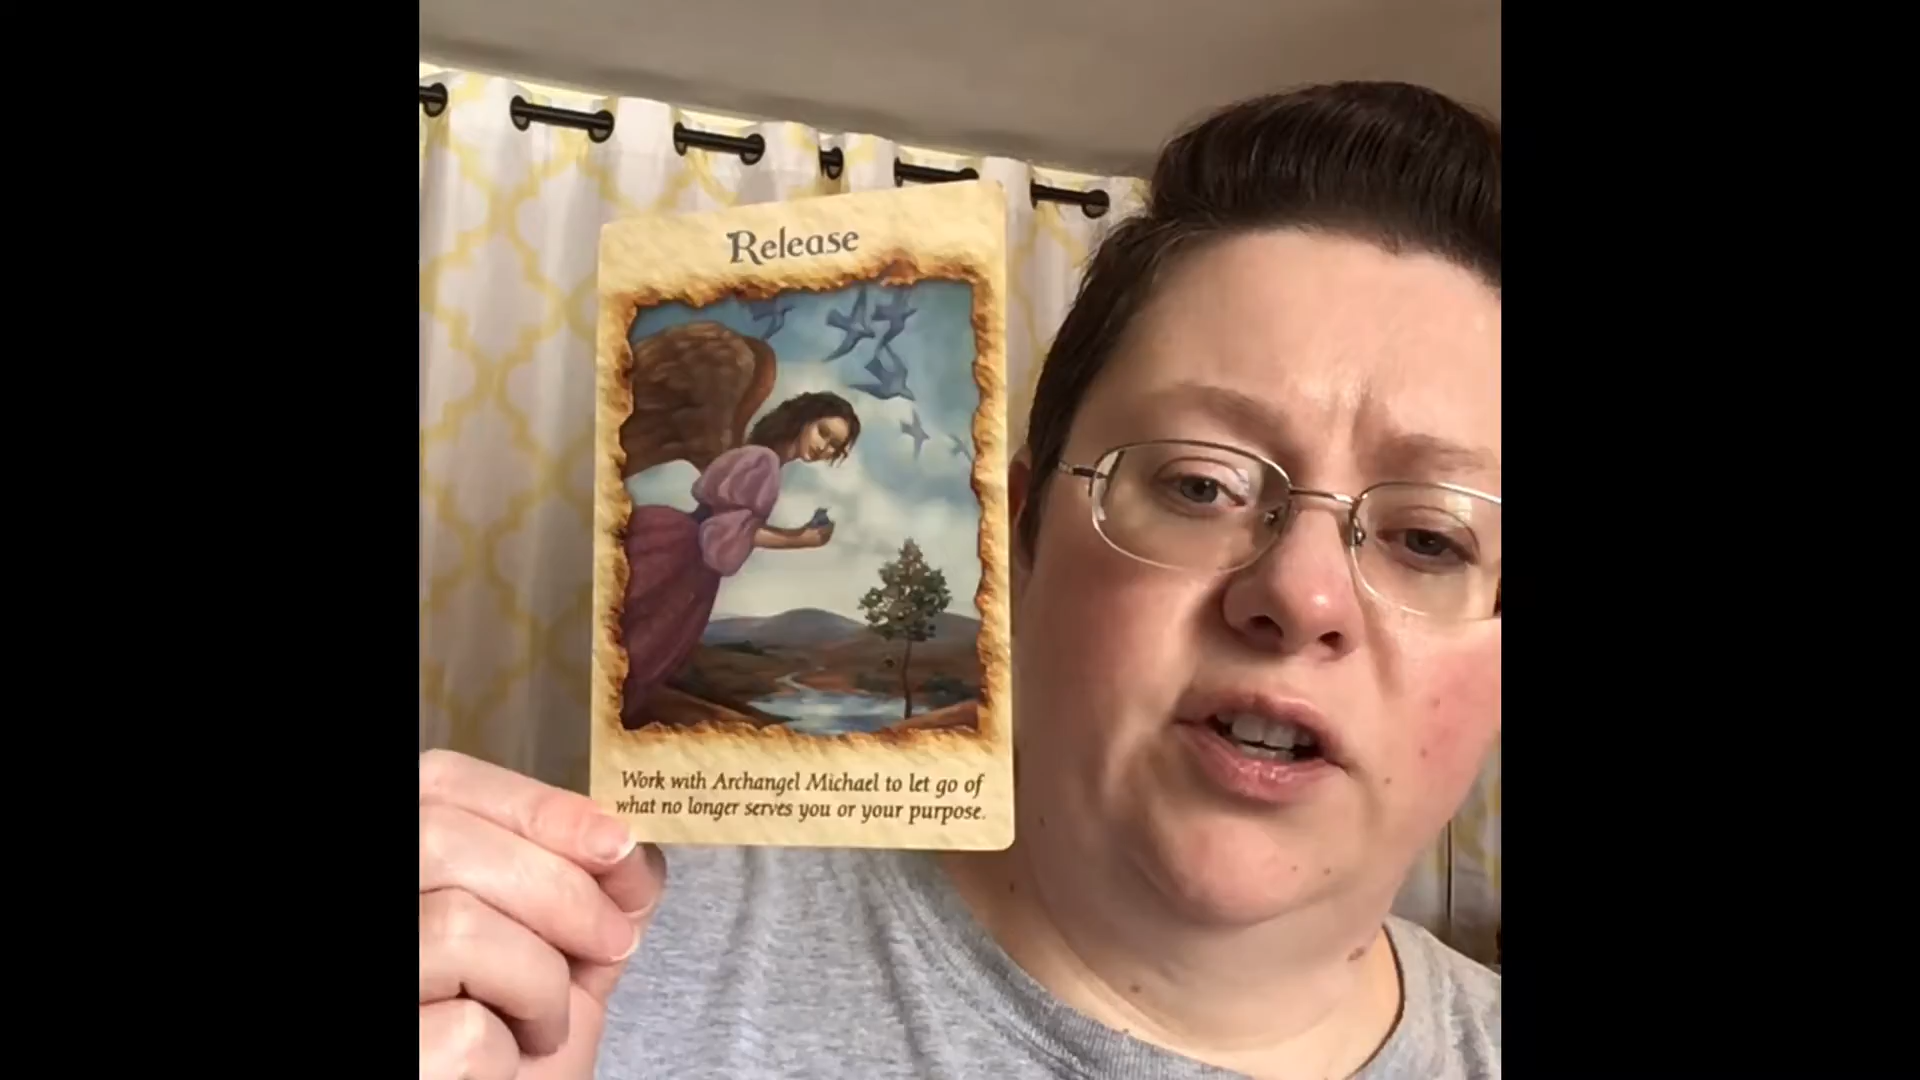 Release
Work with Archangel Michael to let go of
what no longer serves you or your purpose.